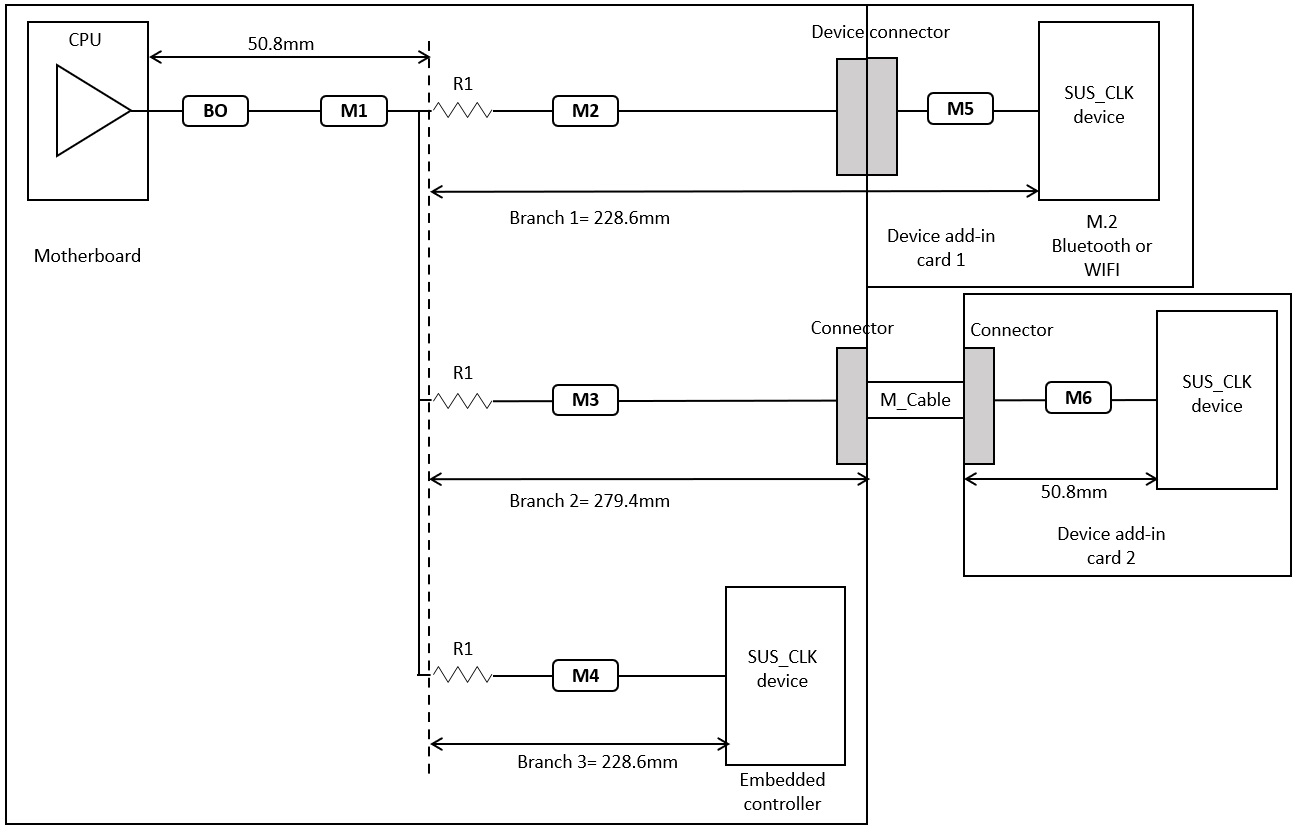 CPU
50.8mm
Device connector
R1
BO
M1
M2
M5
SUS_CLK
device
Branch 1= 228.6mm
M.2
Bluetooth or
WIFI
Device add-in
card 1
Motherboard
Connector
Connector
R1
M3
M_Cable
M6
SUS_CLK
device
Branch 2= 279.4mm
50.8mm
Device add-in
card 2
R1
M4
SUS_CLK
device
Branch 3= 228.6mm
Embedded
controller